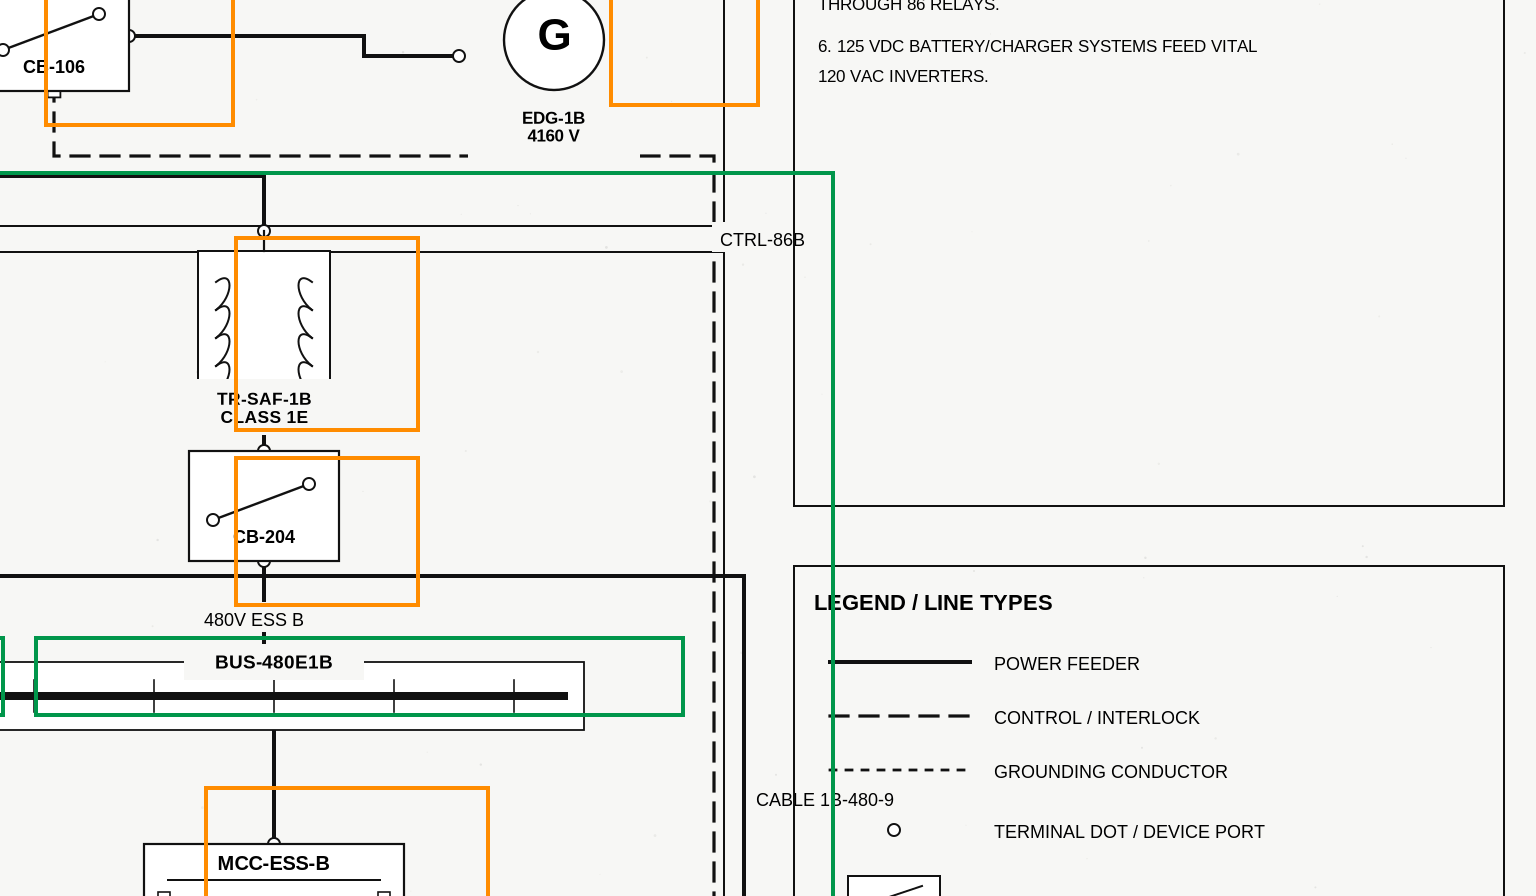 THROUGH 86 RELAYS.
6. 125 VDC BATTERY/CHARGER SYSTEMS FEED VITAL
120 VAC INVERTERS.
CB-106
G
EDG-1B
4160 V
CTRL-86B
TR-SAF-1B
CLASS 1E
CB-204
480V ESS B
BUS-480E1B
MCC-ESS-B
CABLE 1B-480-9
LEGEND / LINE TYPES
POWER FEEDER
CONTROL / INTERLOCK
GROUNDING CONDUCTOR
TERMINAL DOT / DEVICE PORT